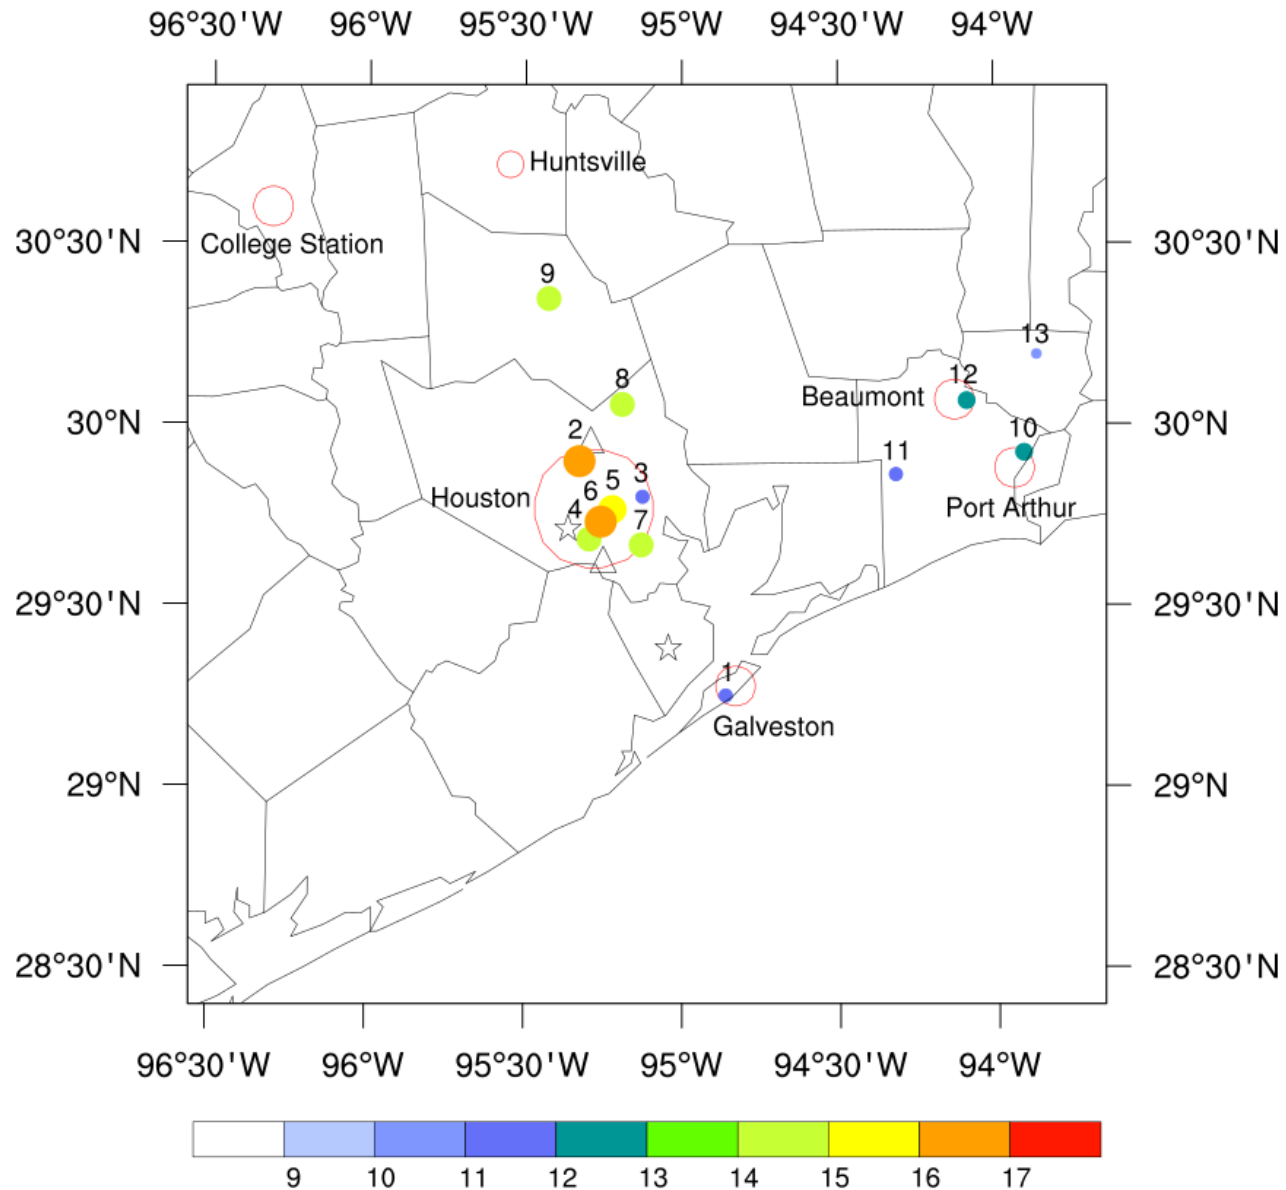 96°30'W 96°W 95°30'W 95°W 94°30'W 94°W
Huntsville
30°30'N College Station 30°30'N
9
13
8 12
Beaumont
30°N 30°N
2 10
11
3
5
6
Houston
4 7 Port Arthur
29°30'N 29°30'N
1
Galveston
29°N 29°N
28°30'N 28°30'N
96°30'W 96°W 95°30'W 95°W 94°30'W 94°W
9 10 11 12 13 14 15 16 17